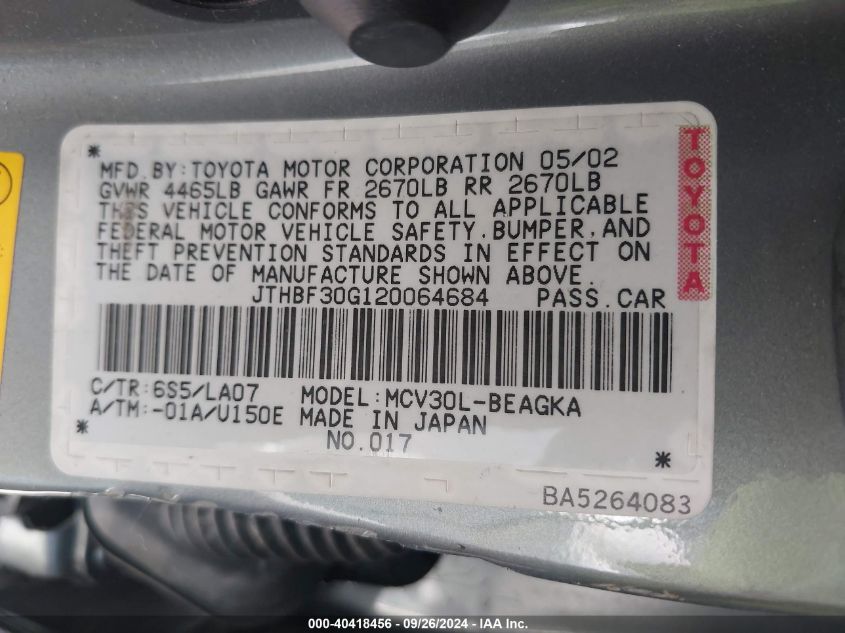 *
MFD.BY:TOYOTA MOTOR CORPORATION 05/02
GVWR 4465LB GAWR FR 2670LB RR 2670LB
THIS VEHICLE CONFORMS TO ALL APPLICABLE
FEDERAL MOTOR VEHICLE SAFETY,BUMPER,AND
THEFT PREVENTION STANDARDS IN EFFECT ON
THE DATE OF MANUFACTURE SHOWN ABOVE.
JTHBF30G120064684 PASS.CAR
C/TR:6S5/LA07 MODEL:MCV30L-BEAGKA
A/TM:-01A/U150E MADE IN JAPAN
NO.017
* *
BA5264083
TOYOTA
000-40418456 - 09/26/2024 - IAA Inc.